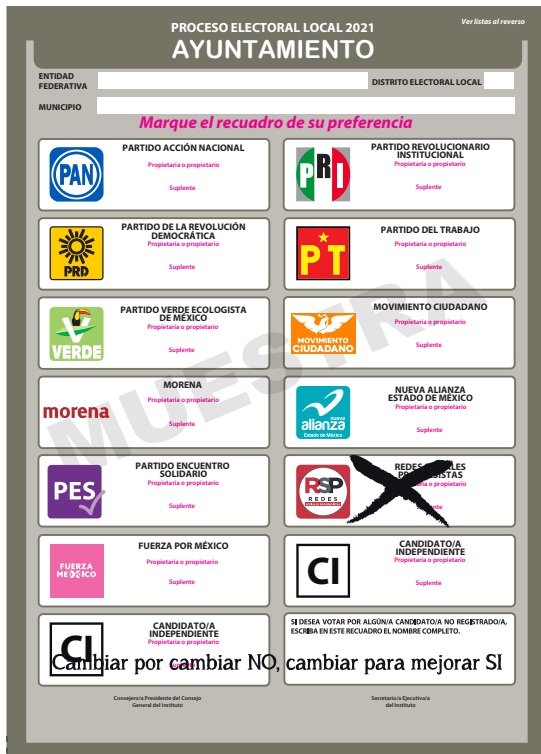 Ver listas al reverso
PROCESO ELECTORAL LOCAL 2021
AYUNTAMIENTO
ENTIDAD
FEDERATIVA
DISTRITO ELECTORAL LOCAL
MUNICIPIO
Marque el recuadro de su preferencia
PAN
PARTIDO ACCIÓN NACIONAL
Propietaria o propietario
Suplente
PRI
PARTIDO REVOLUCIONARIO
INSTITUCIONAL
Propietaria o propietario
Suplente
PRD
PARTIDO DE LA REVOLUCIÓN
DEMOCRÁTICA
Propietaria o propietario
Suplente
PT
PARTIDO DEL TRABAJO
Propietaria o propietario
Suplente
VERDE
PARTIDO VERDE ECOLOGISTA
DE MÉXICO
Propietaria o propietario
Suplente
MOVIMIENTO
CIUDADANO
MOVIMIENTO CIUDADANO
Propietaria o propietario
Suplente
morena
MORENA
Propietaria o propietario
Suplente
nueva
alianza
Estado de México
NUEVA ALIANZA
ESTADO DE MÉXICO
Propietaria o propietario
Suplente
PES
PARTIDO ENCUENTRO
SOLIDARIO
Propietaria o propietario
Suplente
RSP
REDES
REDES
FUERZA
MEXICO
FUERZA POR MÉXICO
Propietaria o propietario
Suplente
CI
CANDIDATO/A
INDEPENDIENTE
Propietaria o propietario
Suplente
CI
CANDIDATO/A
INDEPENDIENTE
Propietaria o propietario
SI DESEA VOTAR POR ALGÚN/A CANDIDATO/A NO REGISTRADO/A,
ESCRIBA EN ESTE RECUADRO EL NOMBRE COMPLETO.
Cambiar por cambiar NO, cambiar para mejorar SI
Consejero/a Presidente del Consejo
General del Instituto
Secretario/a Ejecutivo/a
del Instituto
MUESTRA